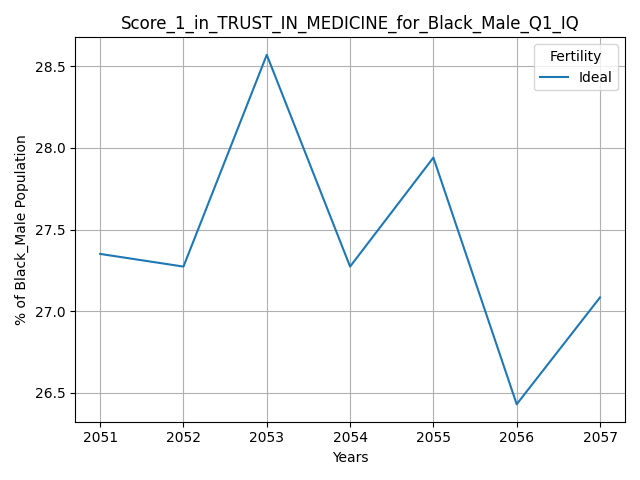 Score_1_in_TRUST_IN_MEDICINE_for_Black_Male_Q1_IQ
Fertility
Ideal
% of Black_Male Population
28.5
28.0
27.5
27.0
26.5
2051 2052 2053 2054 2055 2056 2057
Years